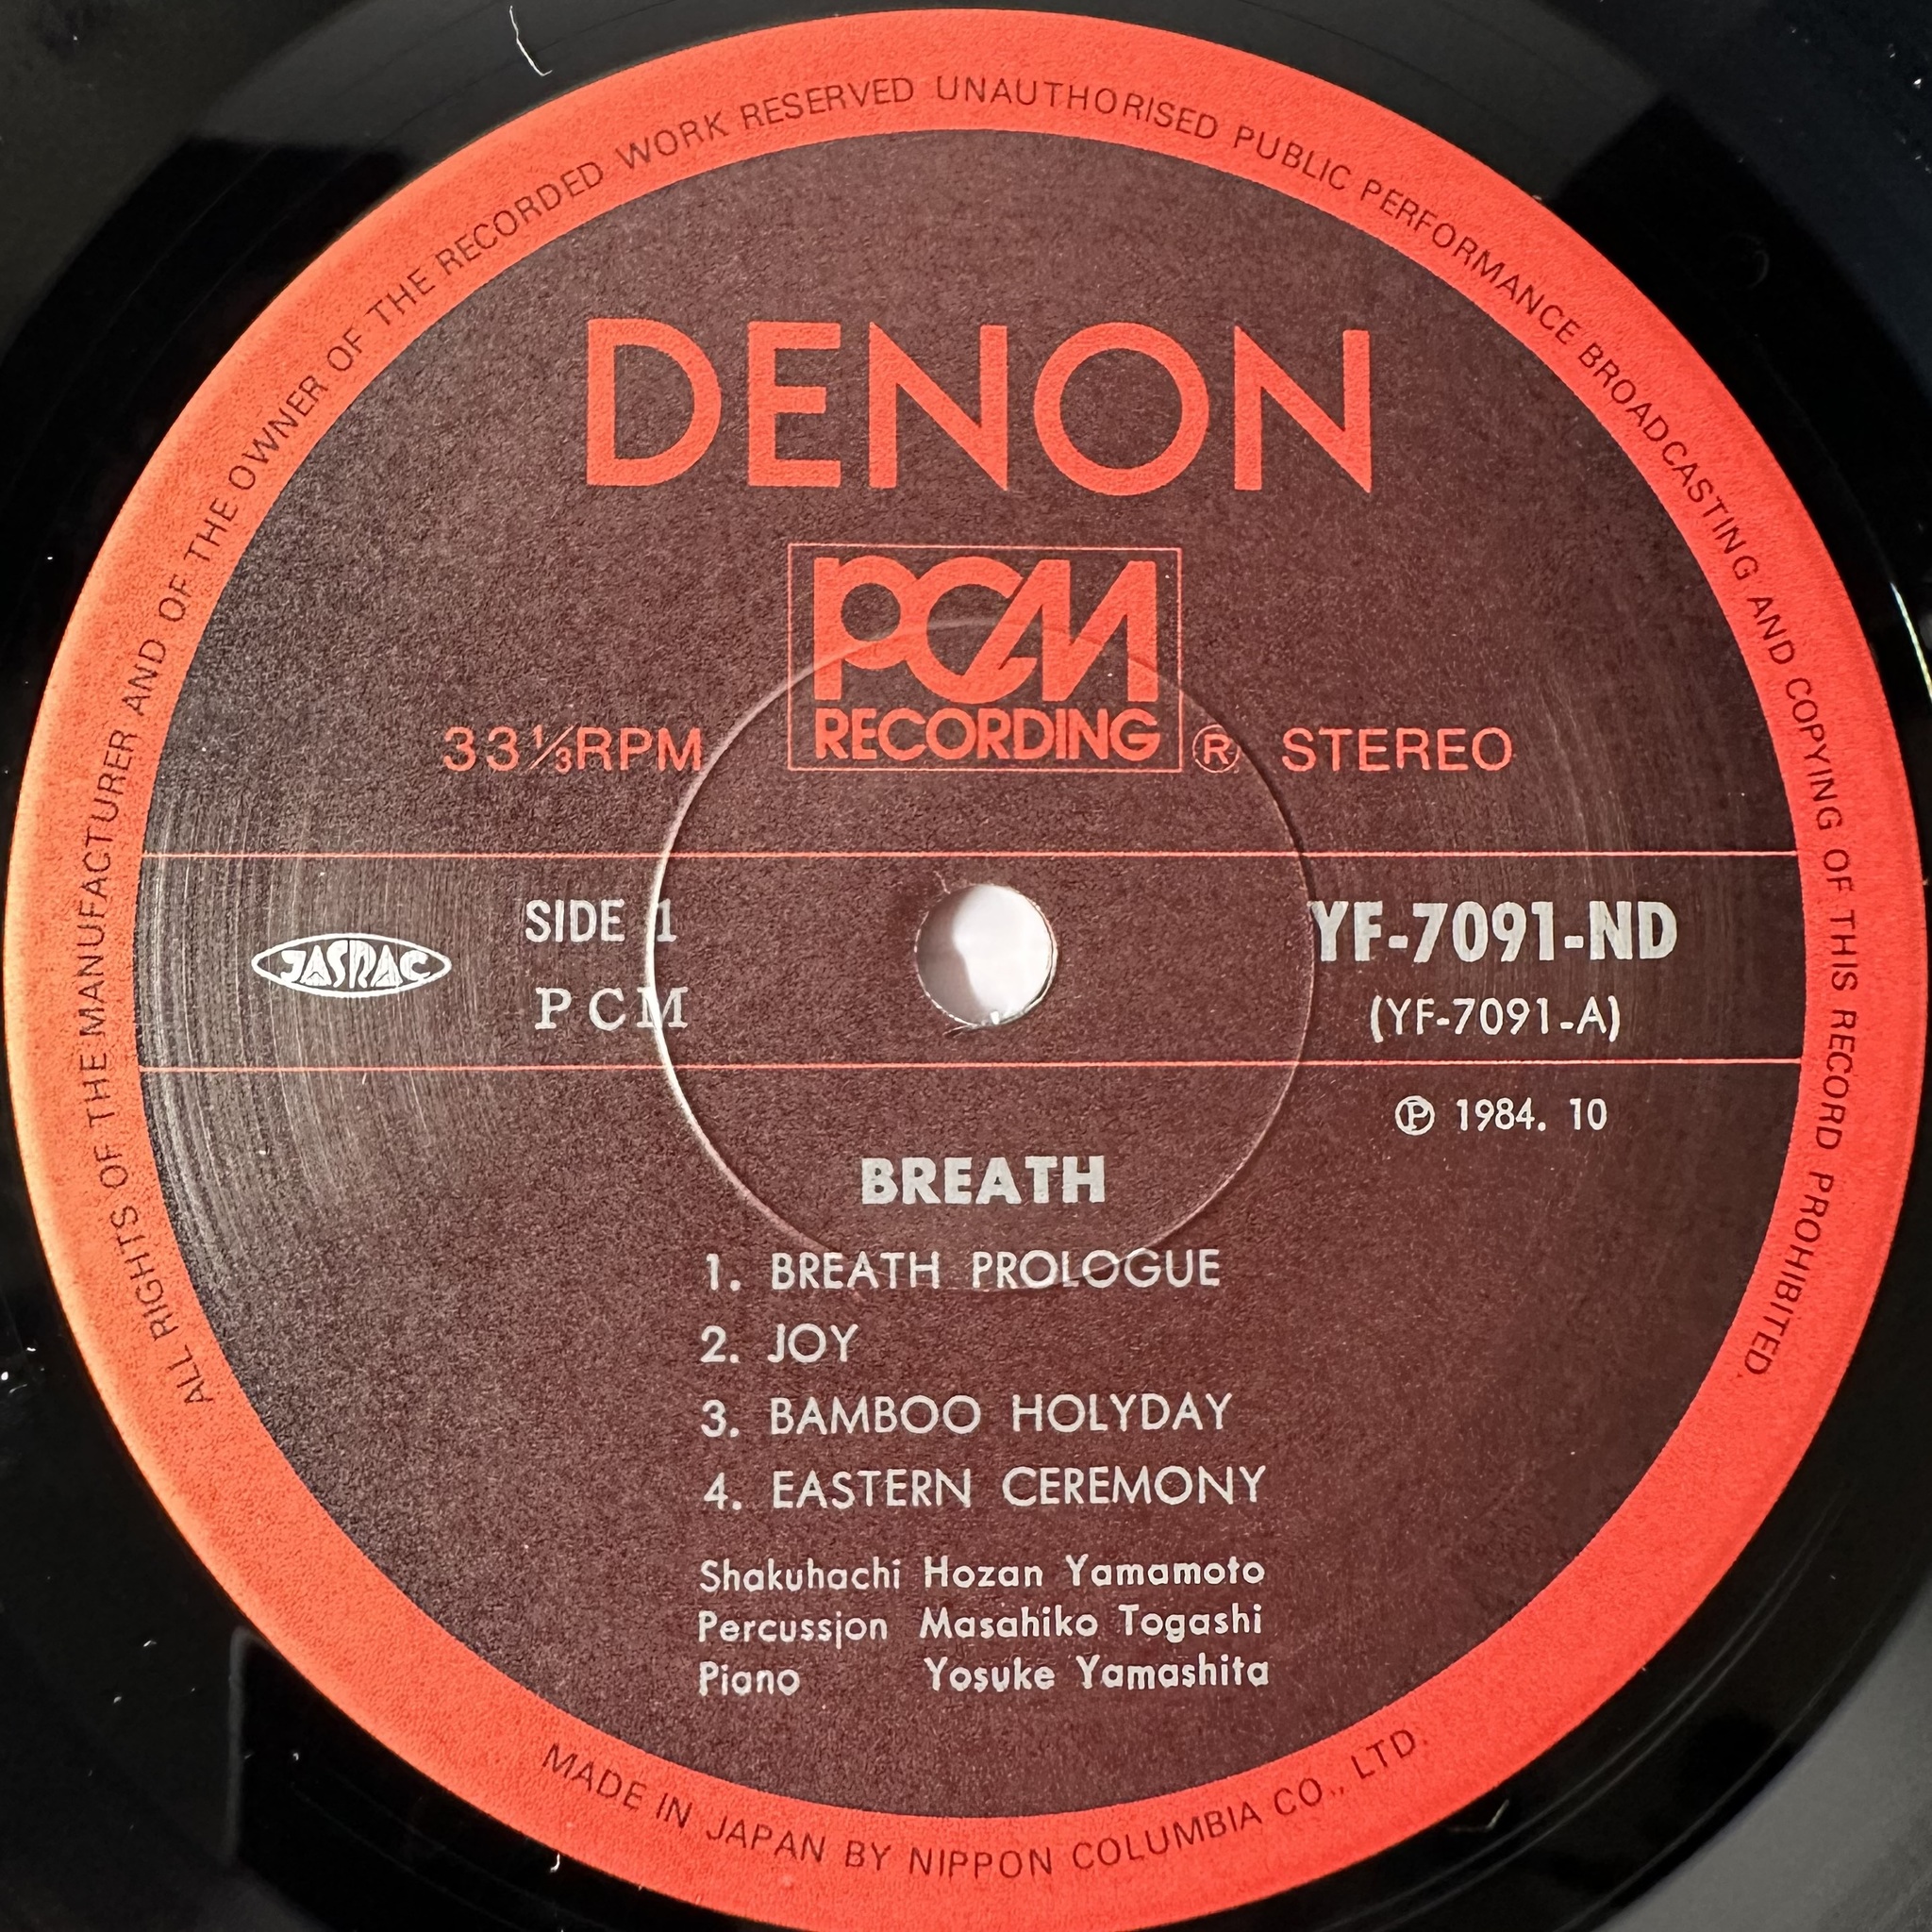 ALL RIGHTS OF THE MANUFACTURER AND OF THE OWNER OF THE RECORDED WORK RESERVED UNAUTHORISED PUBLIC PERFORMANCE BROADCASTING AND COPYING OF THIS RECORD PROHIBITED.
DENON
PCM
RECORDING
33⅓RPM ® STEREO
JASRAC
SIDE 1
PCM
YF-7091-ND
(YF-7091-A)
℗ 1984. 10
BREATH
1. BREATH PROLOGUE
2. JOY
3. BAMBOO HOLYDAY
4. EASTERN CEREMONY
Shakuhachi Hozan Yamamoto
Percussion Masahiko Togashi
Piano Yosuke Yamashita
MADE IN JAPAN BY NIPPON COLUMBIA CO., LTD.